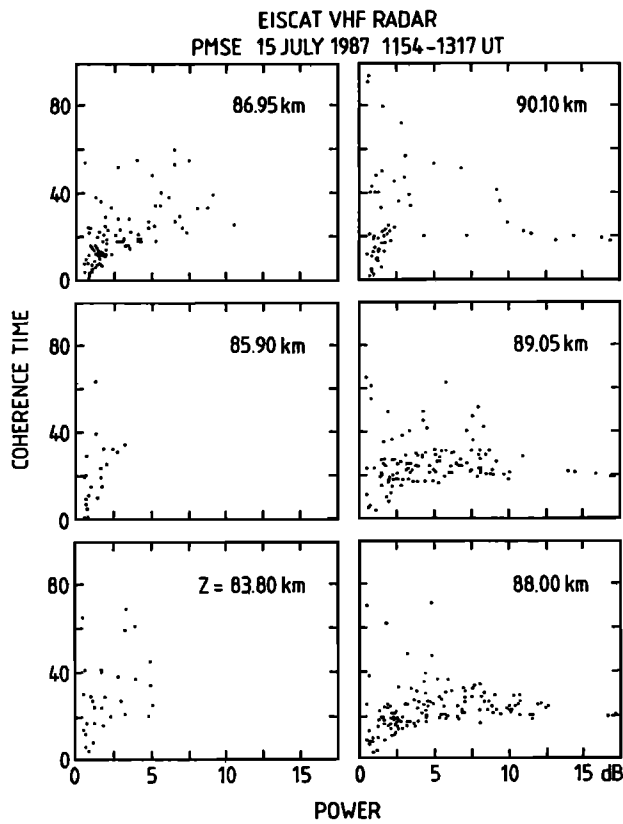 EISCAT VHF RADAR
PMSE 15 JULY 1987 1154-1317 UT
80
40
0
86.95 km
90.10 km
80
40
0
85.90 km
89.05 km
80
40
0
Z = 83.80 km
88.00 km
0 5 10 15 0 5 10 15 dB
COHERENCE TIME
POWER